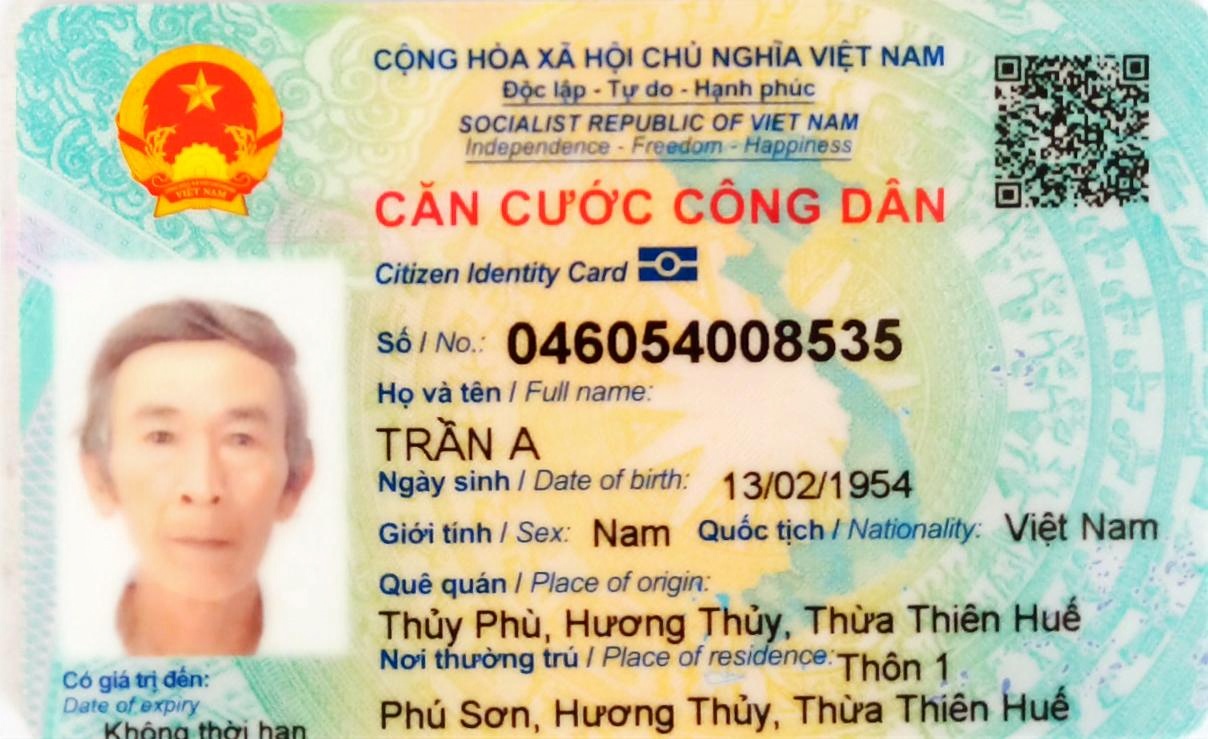 CỘNG HÒA XÃ HỘI CHỦ NGHĨA VIỆT NAM
Độc lập - Tự do - Hạnh phúc
SOCIALIST REPUBLIC OF VIET NAM
Independence - Freedom - Happiness
VIỆT NAM
CĂN CƯỚC CÔNG DÂN
Citizen Identity Card
Số / No.: 046054008535
Họ và tên / Full name:
TRẦN A
Ngày sinh / Date of birth: 13/02/1954
Giới tính / Sex: Nam Quốc tịch / Nationality: Việt Nam
Quê quán / Place of origin:
Thủy Phù, Hương Thủy, Thừa Thiên Huế
Nơi thường trú / Place of residence: Thôn 1
Phú Sơn, Hương Thủy, Thừa Thiên Huế
Có giá trị đến:
Date of expiry
Không thời hạn